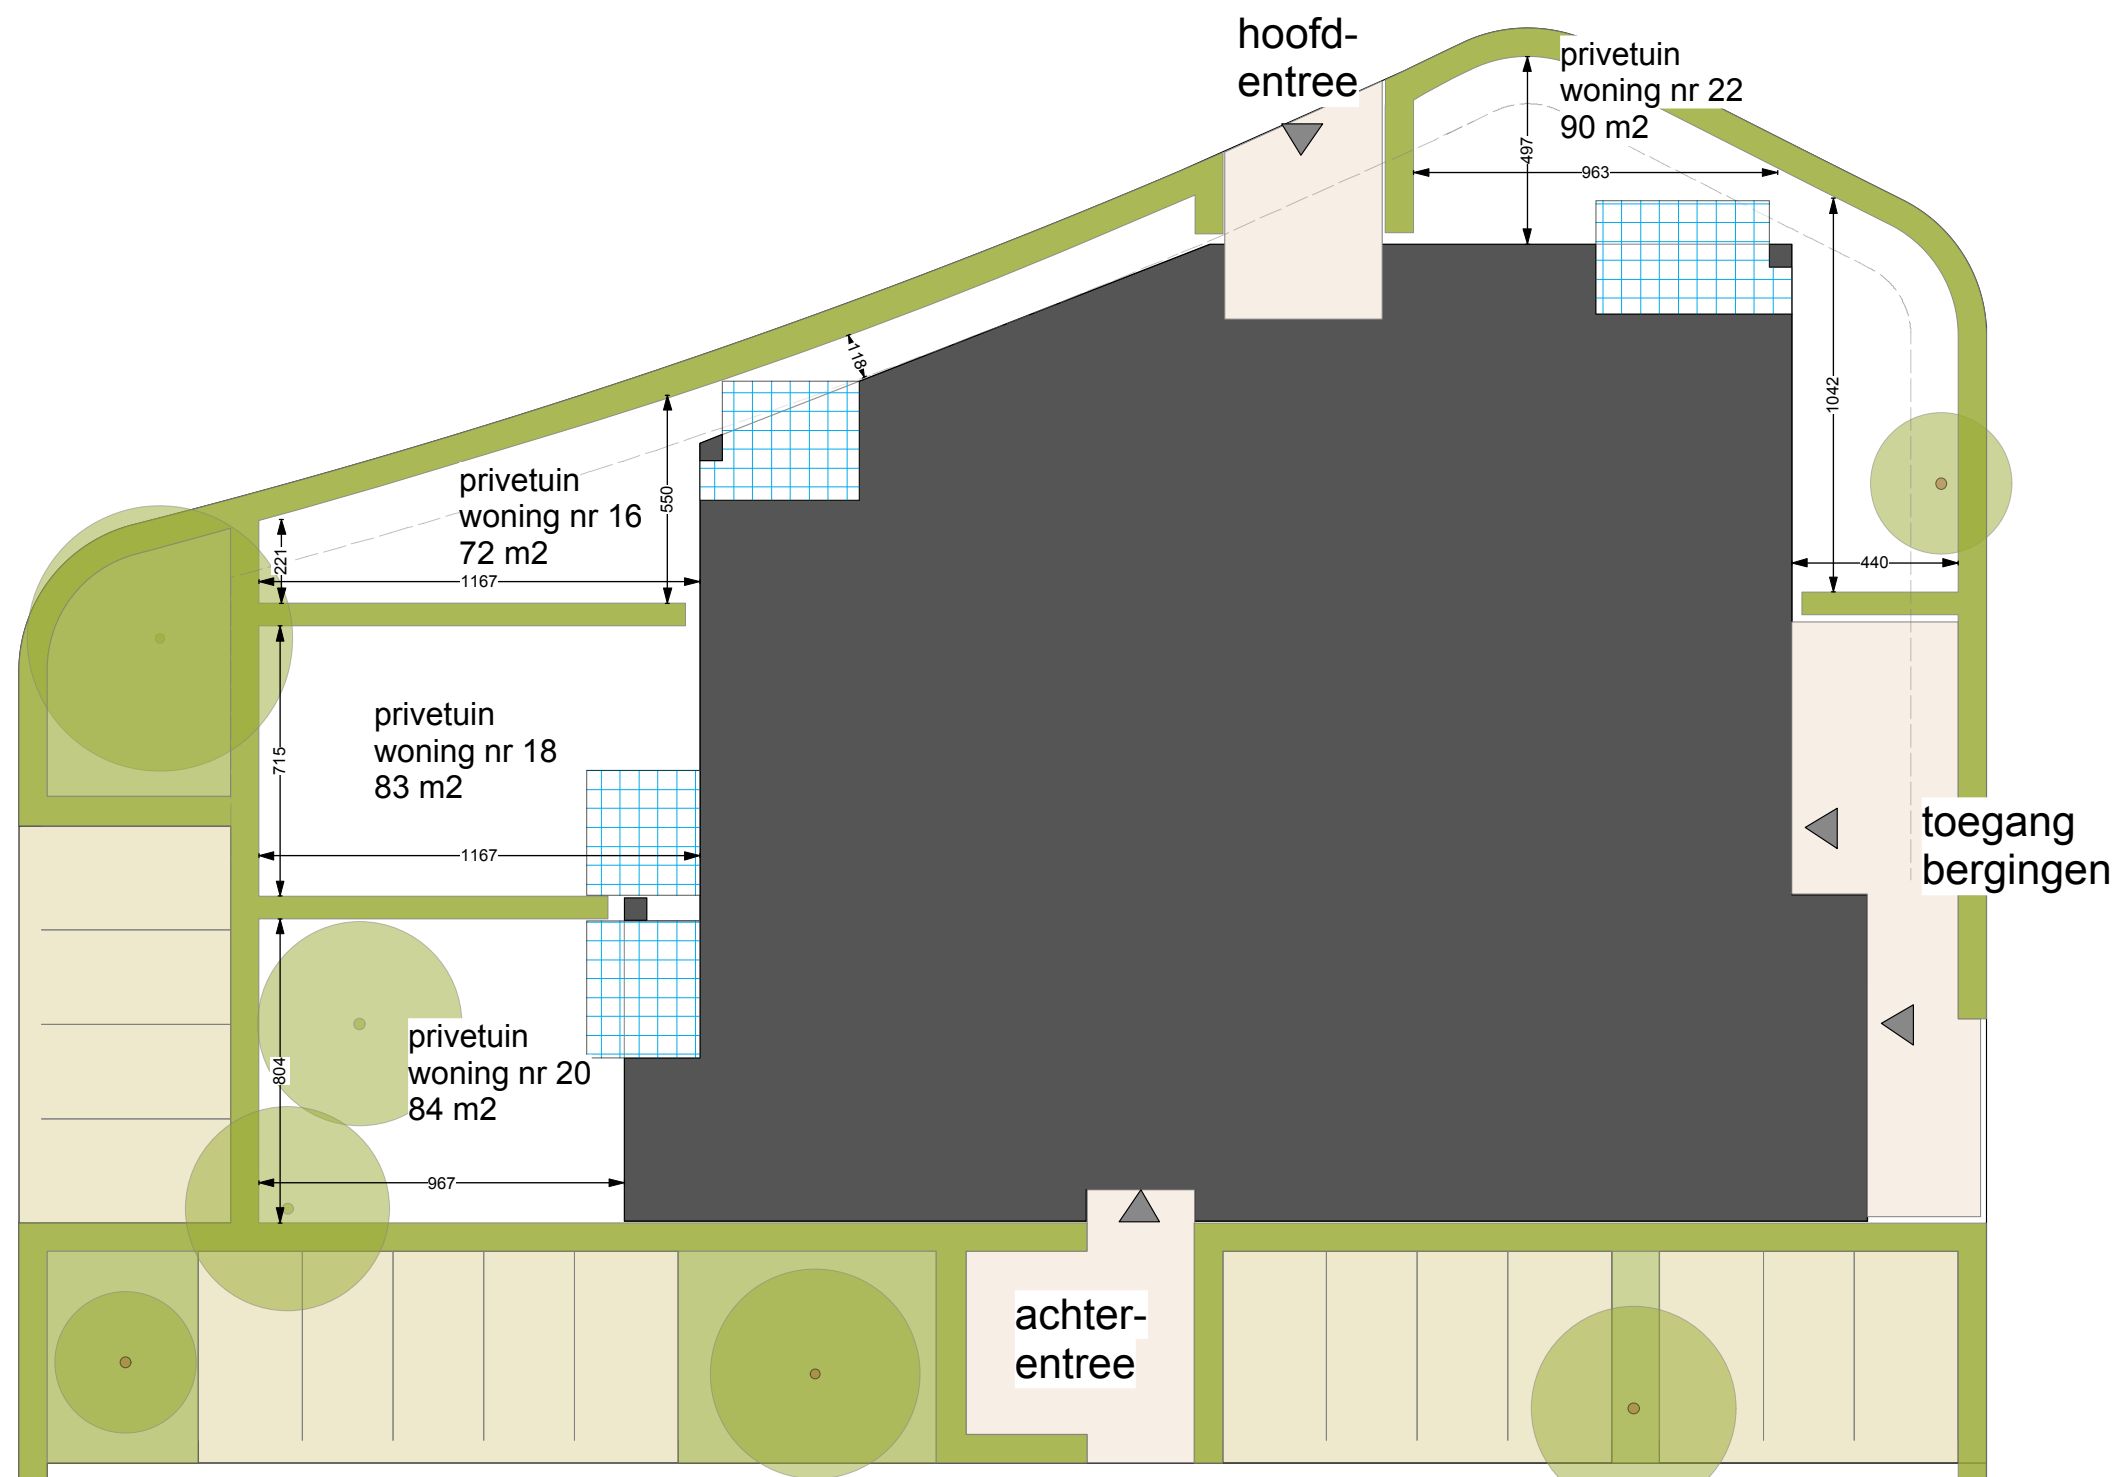 hoofd-
entree
privetuin
woning nr 22
90 m2
497
963
1042
440
118
privetuin
woning nr 16
72 m2
550
221
1167
privetuin
woning nr 18
83 m2
715
1167
toegang
bergingen
privetuin
woning nr 20
84 m2
804
967
achter-
entree